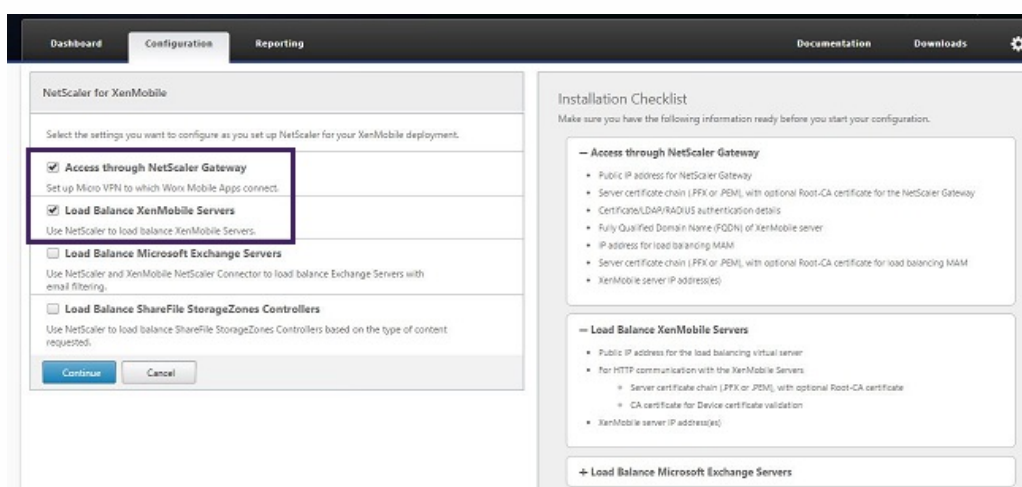 Dashboard Configuration Reporting Documentation Downloads
NetScaler for XenMobile
Select the settings you want to configure as you set up NetScaler for your XenMobile deployment.
Access through NetScaler Gateway
Set up Micro VPN to which Worx Mobile Apps connect.
Load Balance XenMobile Servers
Use NetScaler to load balance XenMobile Servers.
Load Balance Microsoft Exchange Servers
Use NetScaler and XenMobile NetScaler Connector to load balance Exchange Servers with
email filtering.
Load Balance ShareFile StorageZones Controllers
Use NetScaler to load balance ShareFile StorageZones Controllers based on the type of content
requested.
Continue Cancel
Installation Checklist
Make sure you have the following information ready before you start your configuration.
− Access through NetScaler Gateway
• Public IP address for NetScaler Gateway
• Server certificate chain (.PFX or .PEM), with optional Root-CA certificate for the NetScaler Gateway
• Certificate/LDAP/RADIUS authentication details
• Fully Qualified Domain Name (FQDN) of XenMobile server
• IP address for load balancing MAM
• Server certificate chain (.PFX or .PEM), with optional Root-CA certificate for load balancing MAM
• XenMobile server IP address(es)
− Load Balance XenMobile Servers
• Public IP address for the load balancing virtual server
• For HTTP communication with the XenMobile Servers
Server certificate chain (.PFX or .PEM), with optional Root-CA certificate
CA certificate for Device certificate validation
• XenMobile server IP address(es)
+ Load Balance Microsoft Exchange Servers